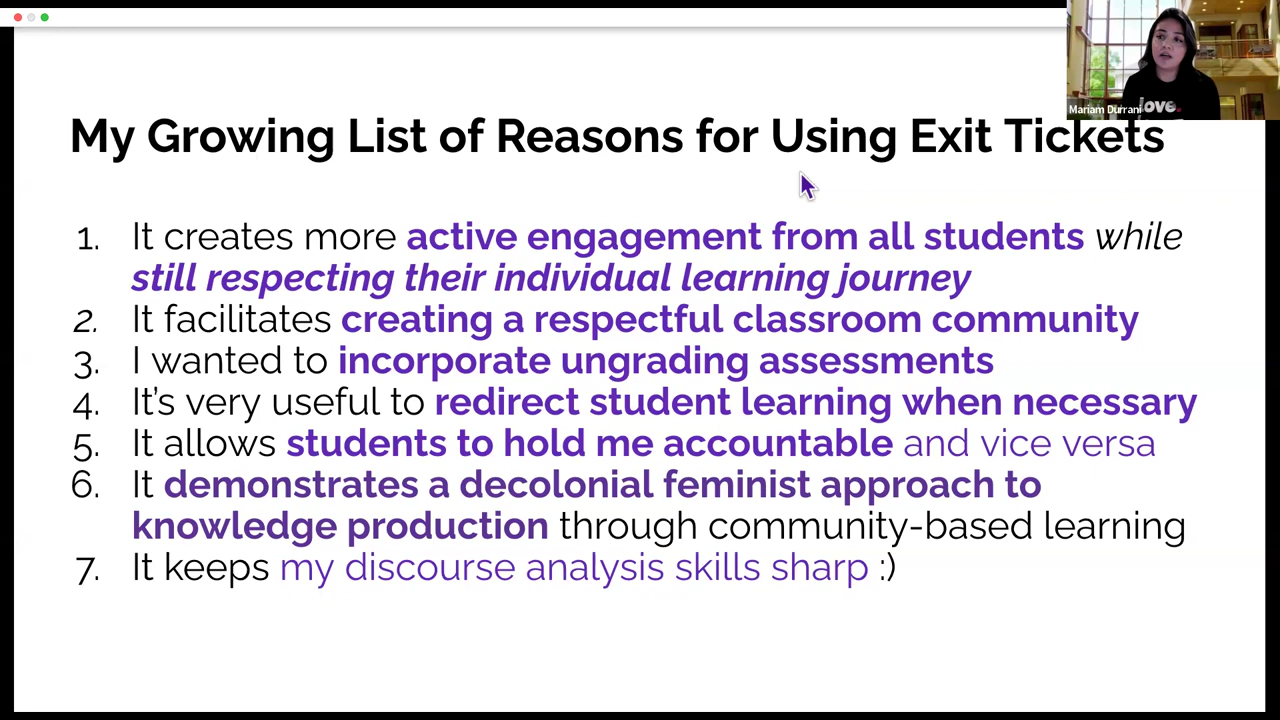 Mariam Durrani
love.
My Growing List of Reasons for Using Exit Tickets
1. It creates more active engagement from all students while
still respecting their individual learning journey
2. It facilitates creating a respectful classroom community
3. I wanted to incorporate ungrading assessments
4. It’s very useful to redirect student learning when necessary
5. It allows students to hold me accountable and vice versa
6. It demonstrates a decolonial feminist approach to
knowledge production through community-based learning
7. It keeps my discourse analysis skills sharp :)